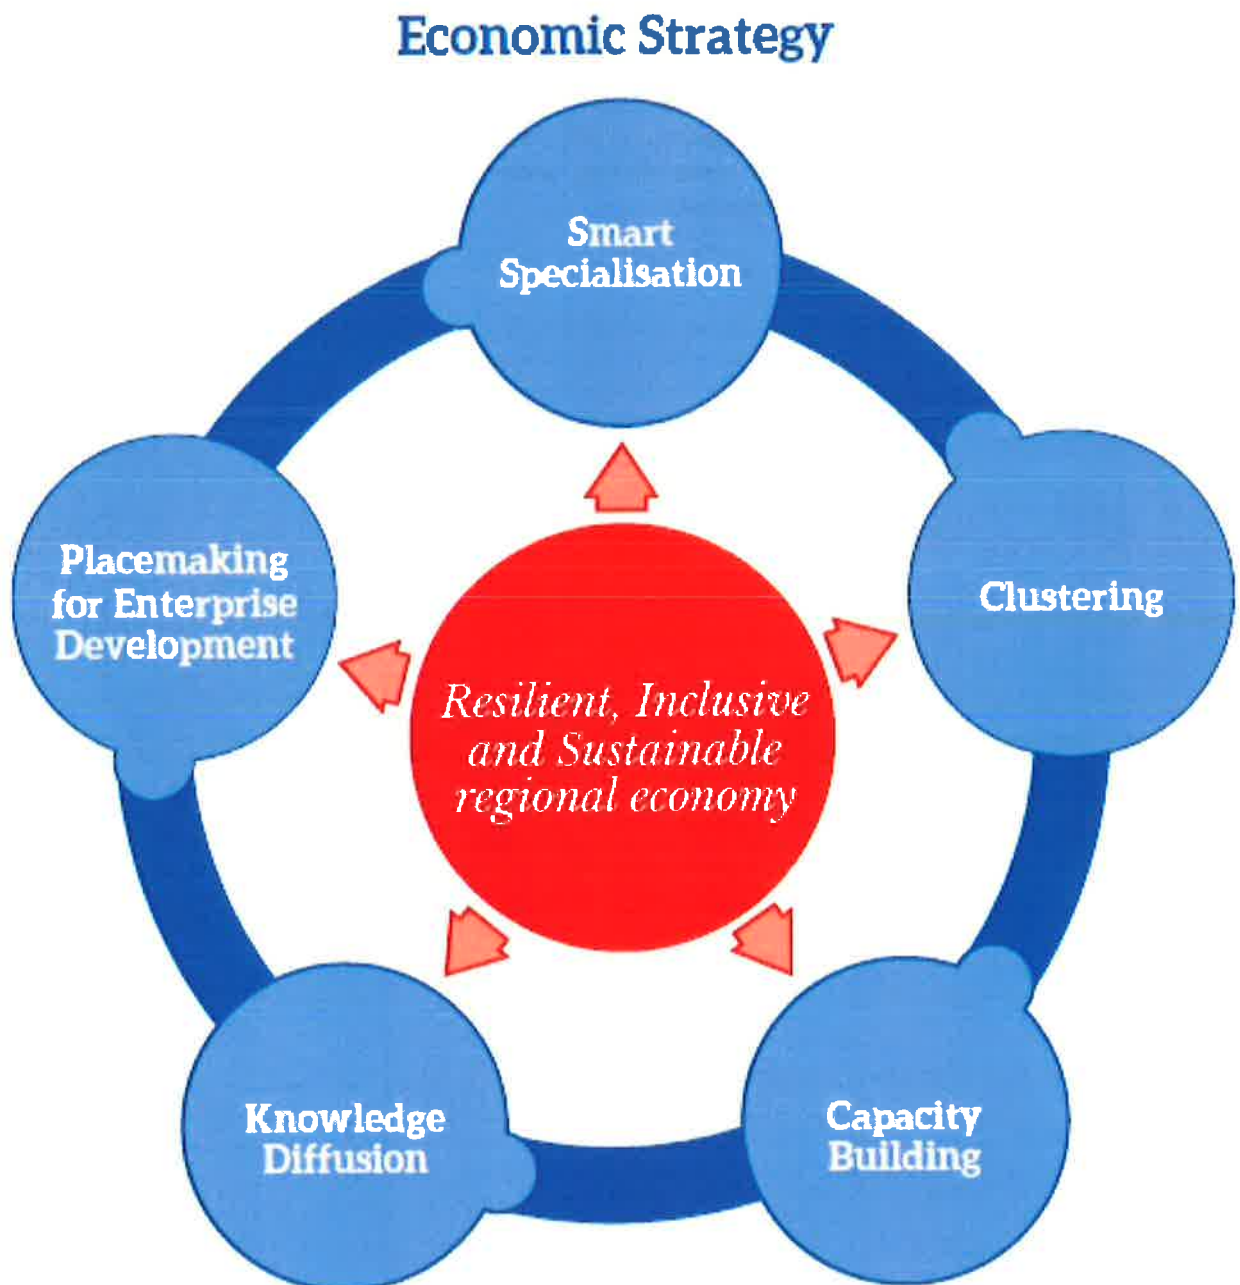 Economic Strategy
Smart
Specialisation
Clustering
Capacity
Building
Knowledge
Diffusion
Placemaking
for Enterprise
Development
Resilient, Inclusive
and Sustainable
regional economy